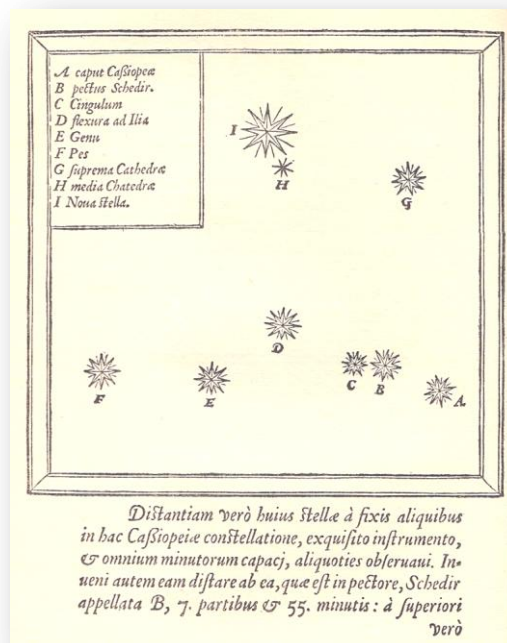 A caput Caßiopeæ
B pectus Schedir.
C Cingulum
D flexura ad Ilia
E Genu
F Pes
G suprema Cathedræ
H media Chatedræ
I Noua stella.
I
H
G
D
C
B
F
E
A
Distantiam verò huius stellæ à fixis aliquibus
in hac Caßiopeiæ constellatione, exquisito instrumento,
& omnium minutorum capacj, aliquoties obseruaui. In-
ueni autem eam distare ab ea, quæ est in pectore, Schedir
appellata B, 7. partibus & 55. minutis : à superiori
verò